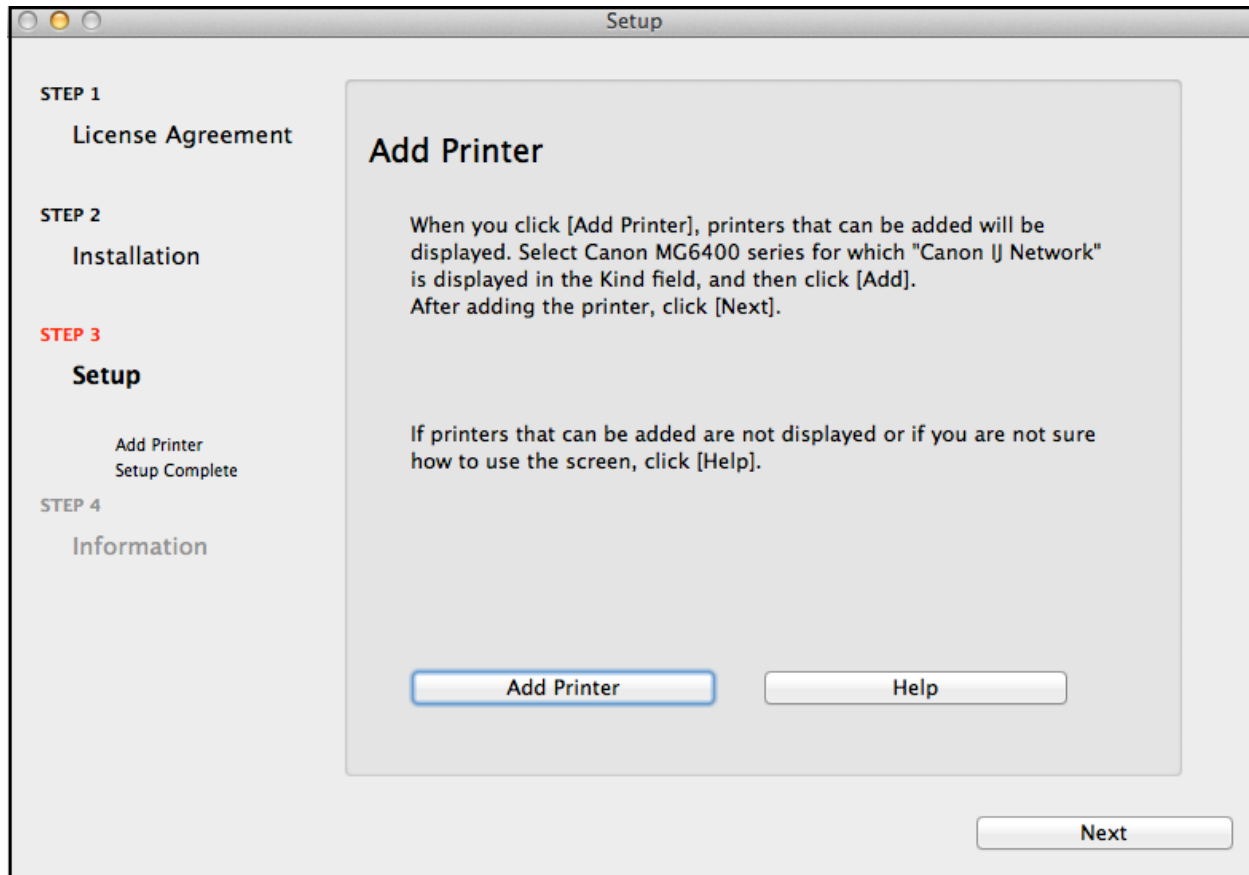 Setup
STEP 1
License Agreement
STEP 2
Installation
STEP 3
Setup
Add Printer
Setup Complete
STEP 4
Information
Add Printer
When you click [Add Printer], printers that can be added will be
displayed. Select Canon MG6400 series for which "Canon IJ Network"
is displayed in the Kind field, and then click [Add].
After adding the printer, click [Next].
If printers that can be added are not displayed or if you are not sure
how to use the screen, click [Help].
Add Printer
Help
Next